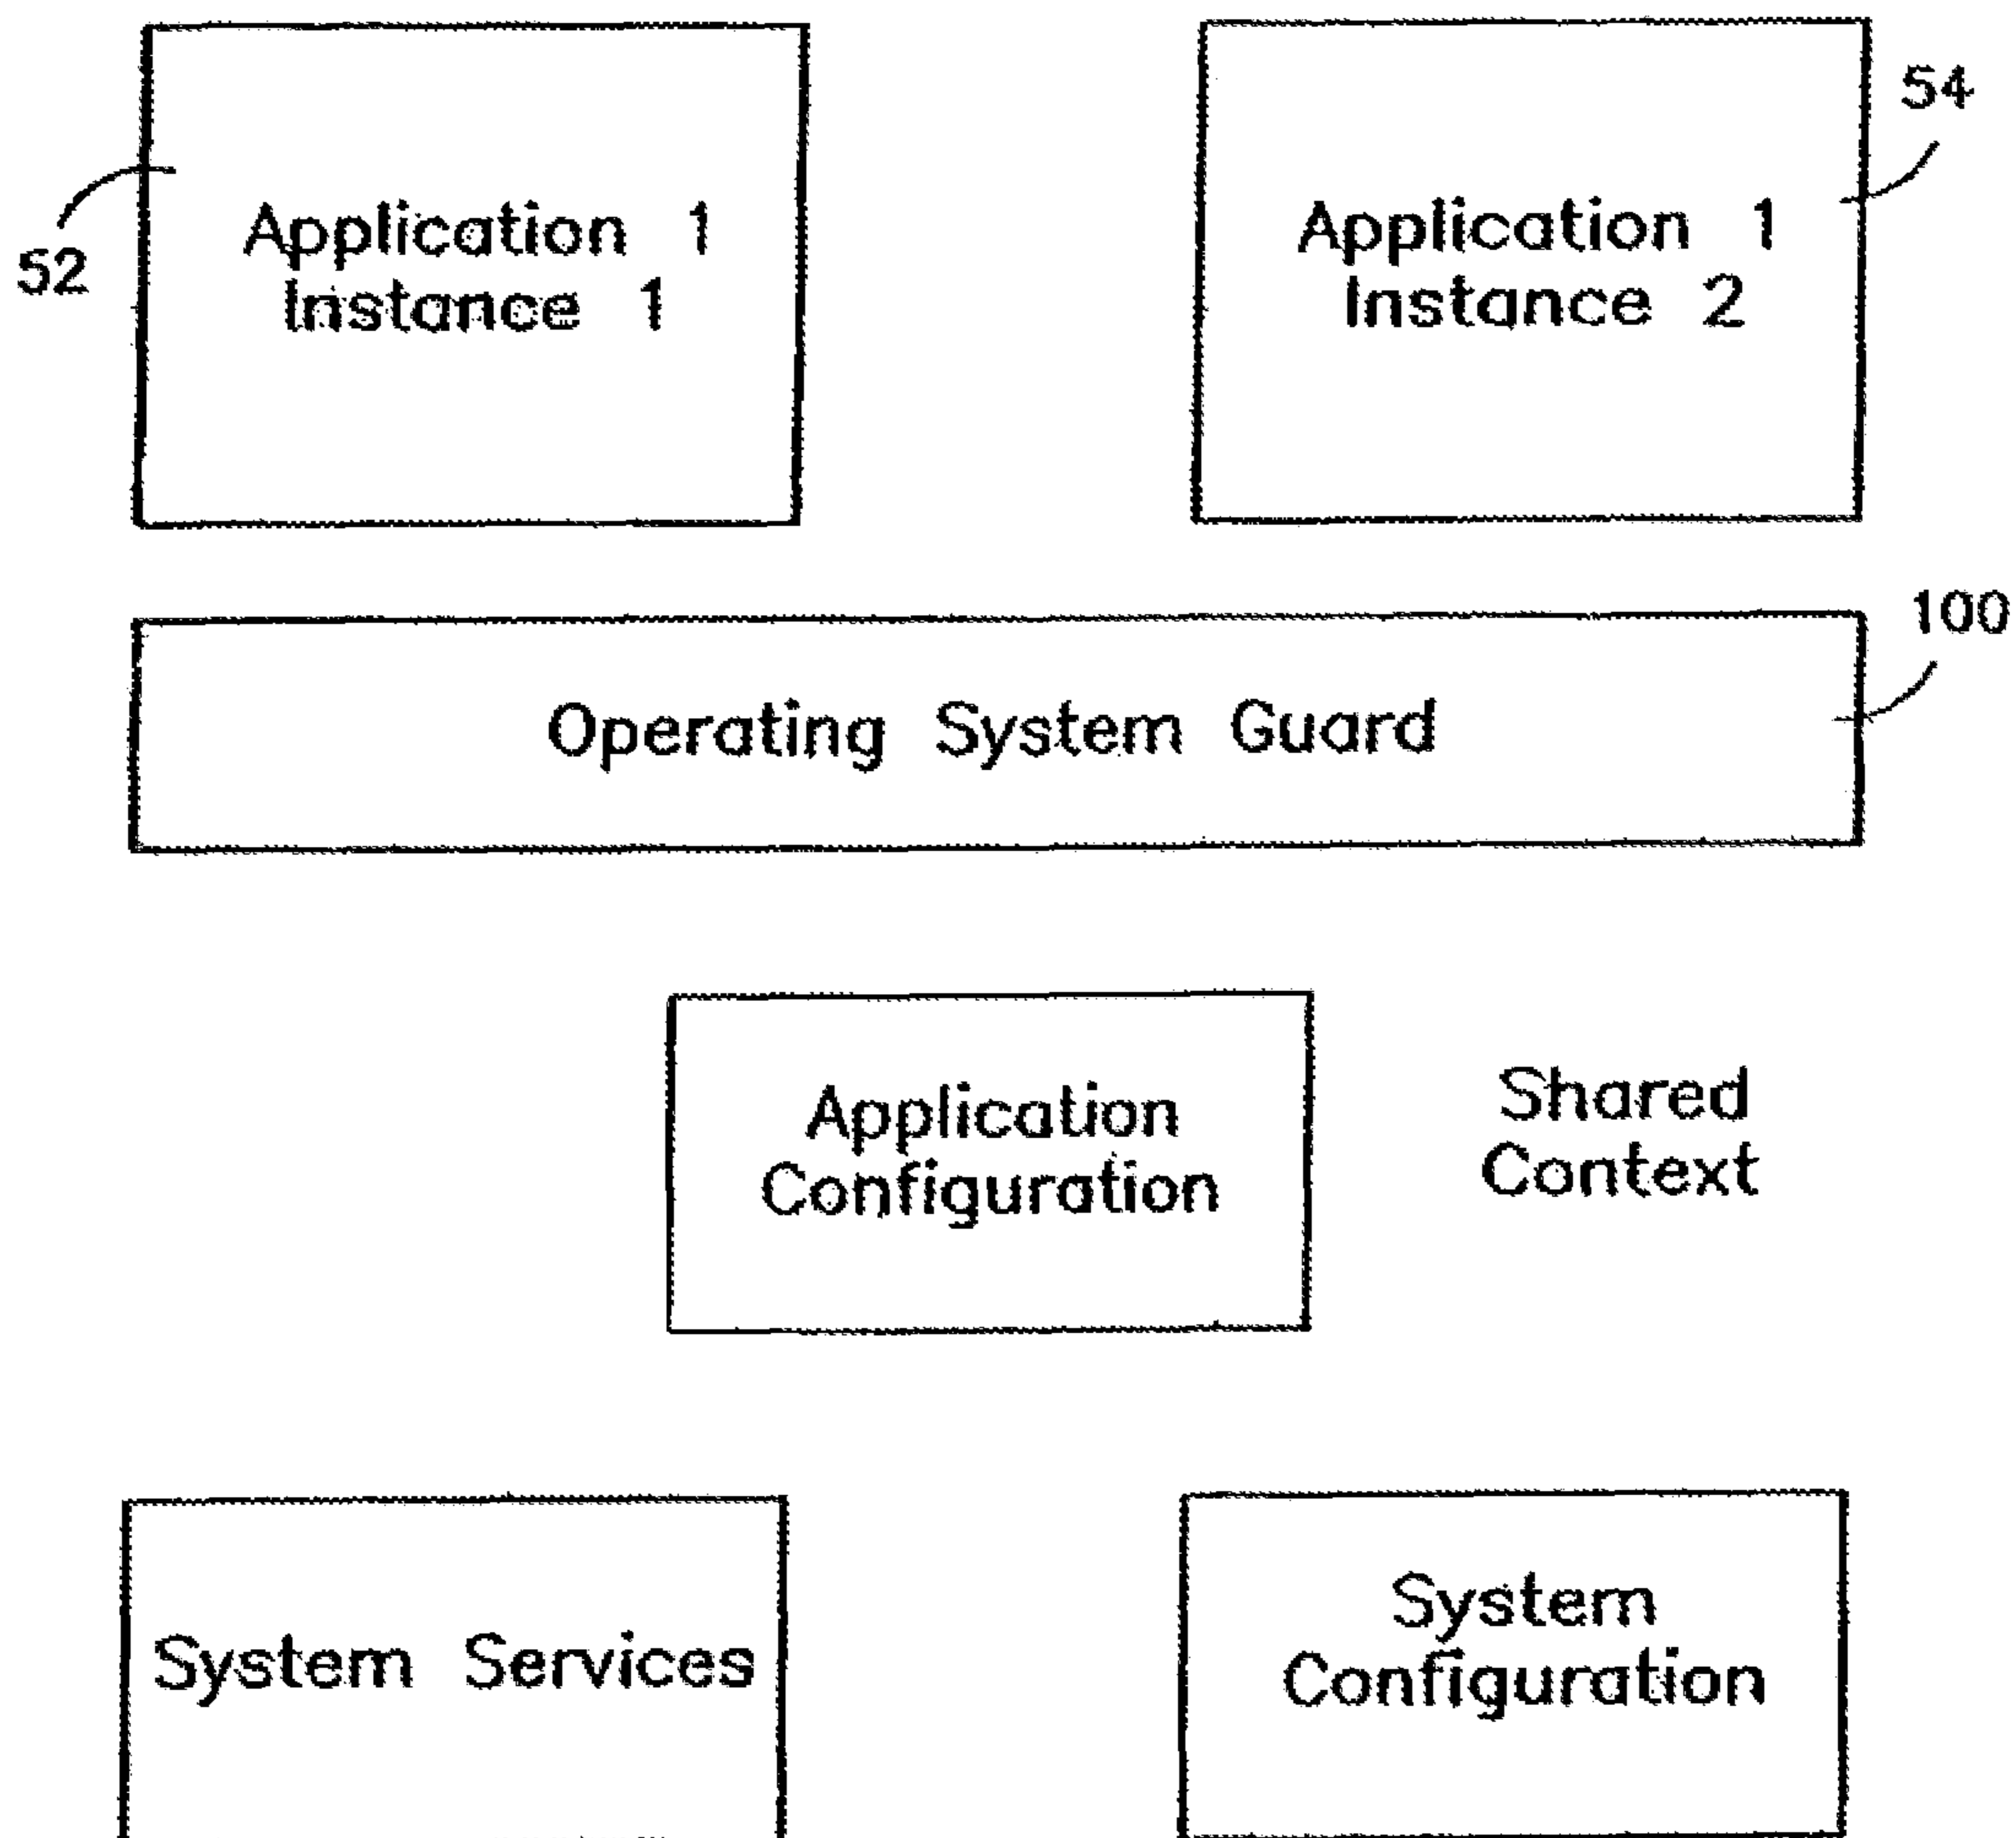 54
Application 1
Instance 1
Application 1
Instance 2
52
100
Operating System Guard
Application
Configuration
Shared
Context
System Services
System
Configuration